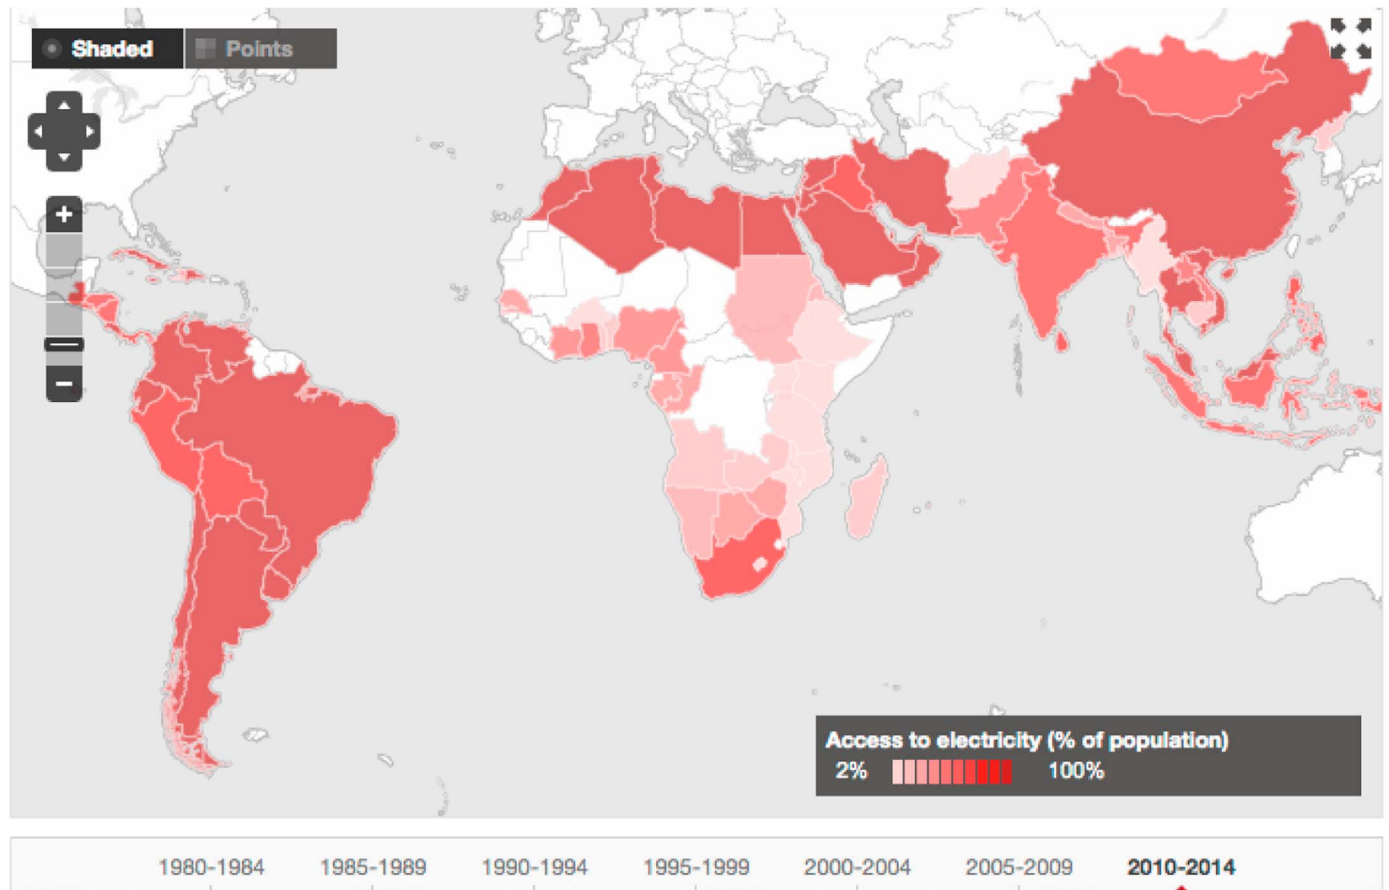 Shaded Points
+
−
Access to electricity (% of population)
2% 100%
1980-1984 1985-1989 1990-1994 1995-1999 2000-2004 2005-2009 2010-2014